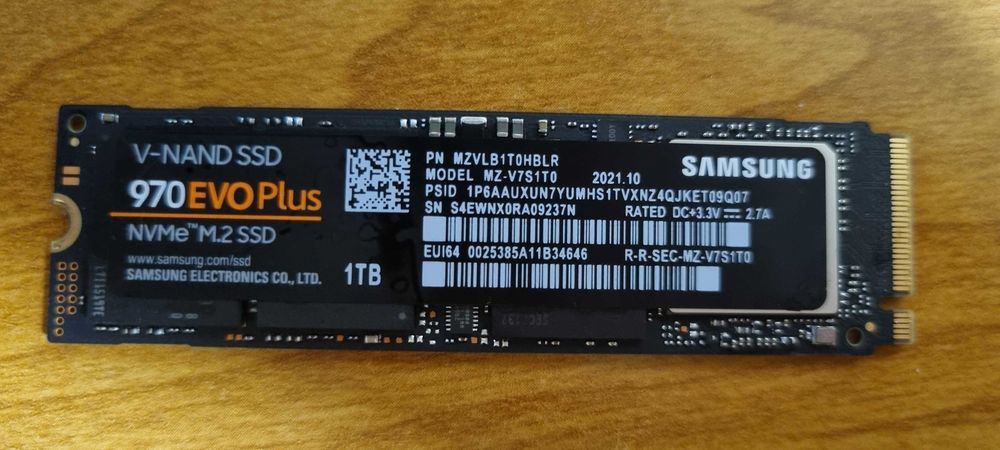 V-NAND SSD
970 EVO Plus
NVMe™ M.2 SSD
www.samsung.com/ssd
SAMSUNG ELECTRONICS CO., LTD.
1TB
PN MZVLB1T0HBLR
MODEL MZ-V7S1T0 2021.10
PSID 1P6AAUXUN7YUMHS1TVXNZ4QJKET09Q07
SN S4EWNX0RA09237N RATED DC+3.3V⎓ 2.7A
EUI64 0025385A11B34646 R-R-SEC-MZ-V7S1T0
SAMSUNG